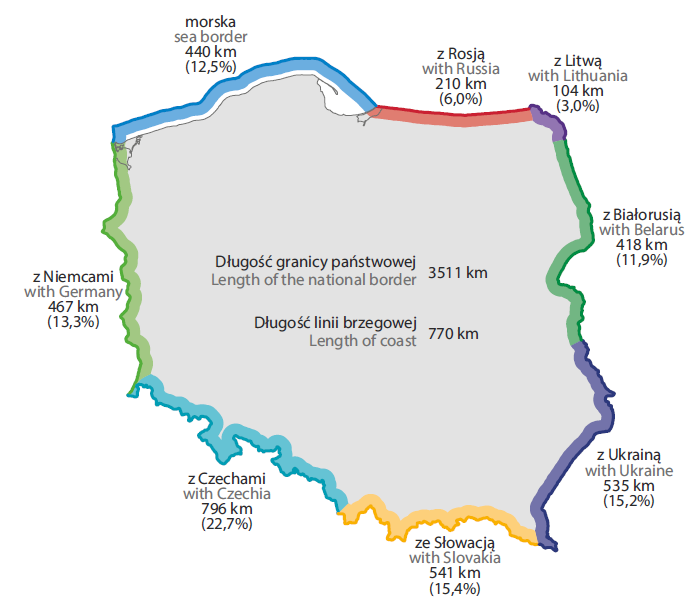 morska
sea border
440 km
(12,5%)
z Rosją
with Russia
210 km
(6,0%)
z Litwą
with Lithuania
104 km
(3,0%)
z Białorusią
with Belarus
418 km
(11,9%)
Długość granicy państwowej
Length of the national border
3511 km
Długość linii brzegowej
Length of coast
770 km
z Niemcami
with Germany
467 km
(13,3%)
z Ukrainą
with Ukraine
535 km
(15,2%)
z Czechami
with Czechia
796 km
(22,7%)
ze Słowacją
with Slovakia
541 km
(15,4%)